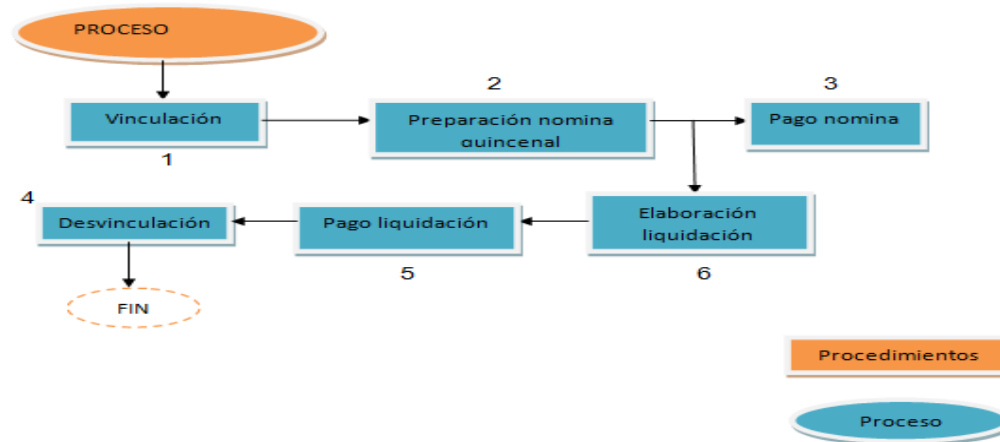 PROCESO
2
3
Vinculación
Preparación nomina
quincenal
Pago nomina
1
4
Desvinculación
Pago liquidación
Elaboración
liquidación
5
6
FIN
Procedimientos
Proceso